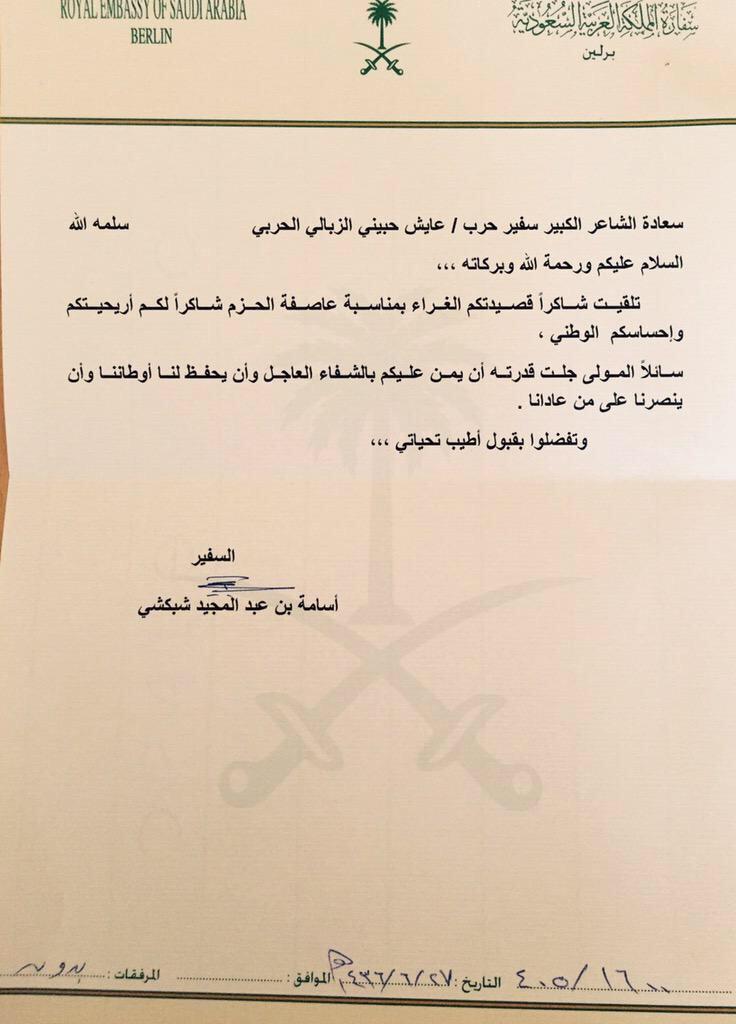 ROYAL EMBASSY OF SAUDI ARABIA
BERLIN
سفارة المملكة العربية السعودية
برلين
سعادة الشاعر الكبير سفير حرب / عايش حبيني الزبالي الحربي سلمه الله
السلام عليكم ورحمة الله وبركاته ،،،
تلقيت شاكراً قصيدتكم الغراء بمناسبة عاصفة الحزم شاكراً لكم أريحيتكم
وإحساسكم الوطني ،
سائلاً المولى جلت قدرته أن يمن عليكم بالشفاء العاجل وأن يحفظ لنا أوطاننا وأن
ينصرنا على من عادانا .
وتفضلوا بقبول أطيب تحياتي ،،،
السفير
أسامة بن عبد المجيد شبكشي
٤٠٥/١٦٠٠ التاريخ : ١٤٣٦/٦/٢٧هـ الموافق : المرفقات : بدون